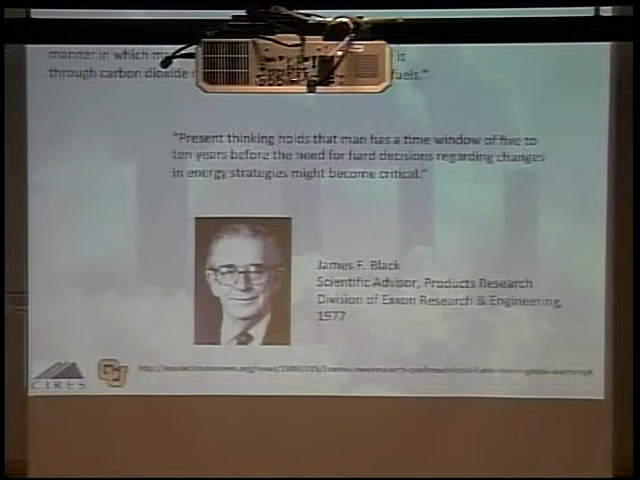 manner in which is
through carbon dioxide fuels."
"Present thinking holds that man has a time window of five to
ten years before the need for hard decisions regarding changes
in energy strategies might become critical."
James F. Black
Scientific Advisor, Products Research
Division of Exxon Research & Engineering,
1977
CIRES CU